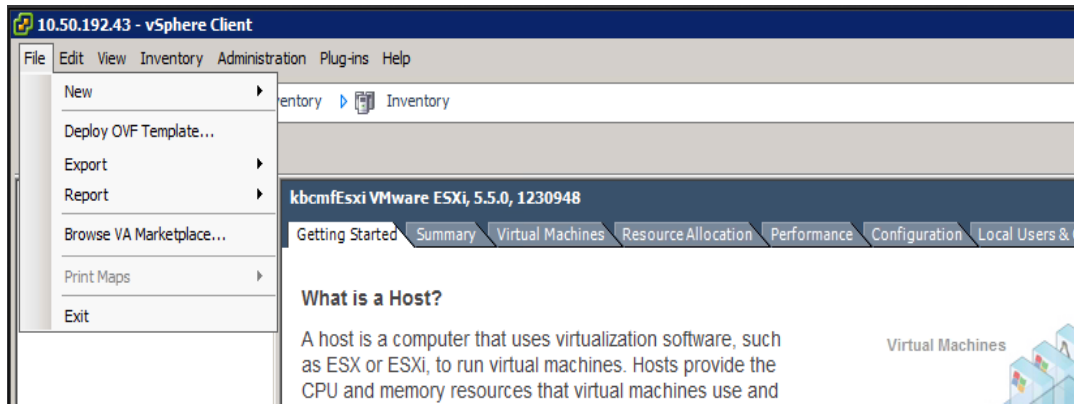 10.50.192.43 - vSphere Client
File Edit View Inventory Administration Plug-ins Help
New
entory Inventory
Deploy OVF Template...
Export
Report
kbcmfEsxi VMware ESXi, 5.5.0, 1230948
Browse VA Marketplace...
Getting Started Summary Virtual Machines Resource Allocation Performance Configuration Local Users &
Print Maps
Exit
What is a Host?
A host is a computer that uses virtualization software, such
as ESX or ESXi, to run virtual machines. Hosts provide the
CPU and memory resources that virtual machines use and
Virtual Machines